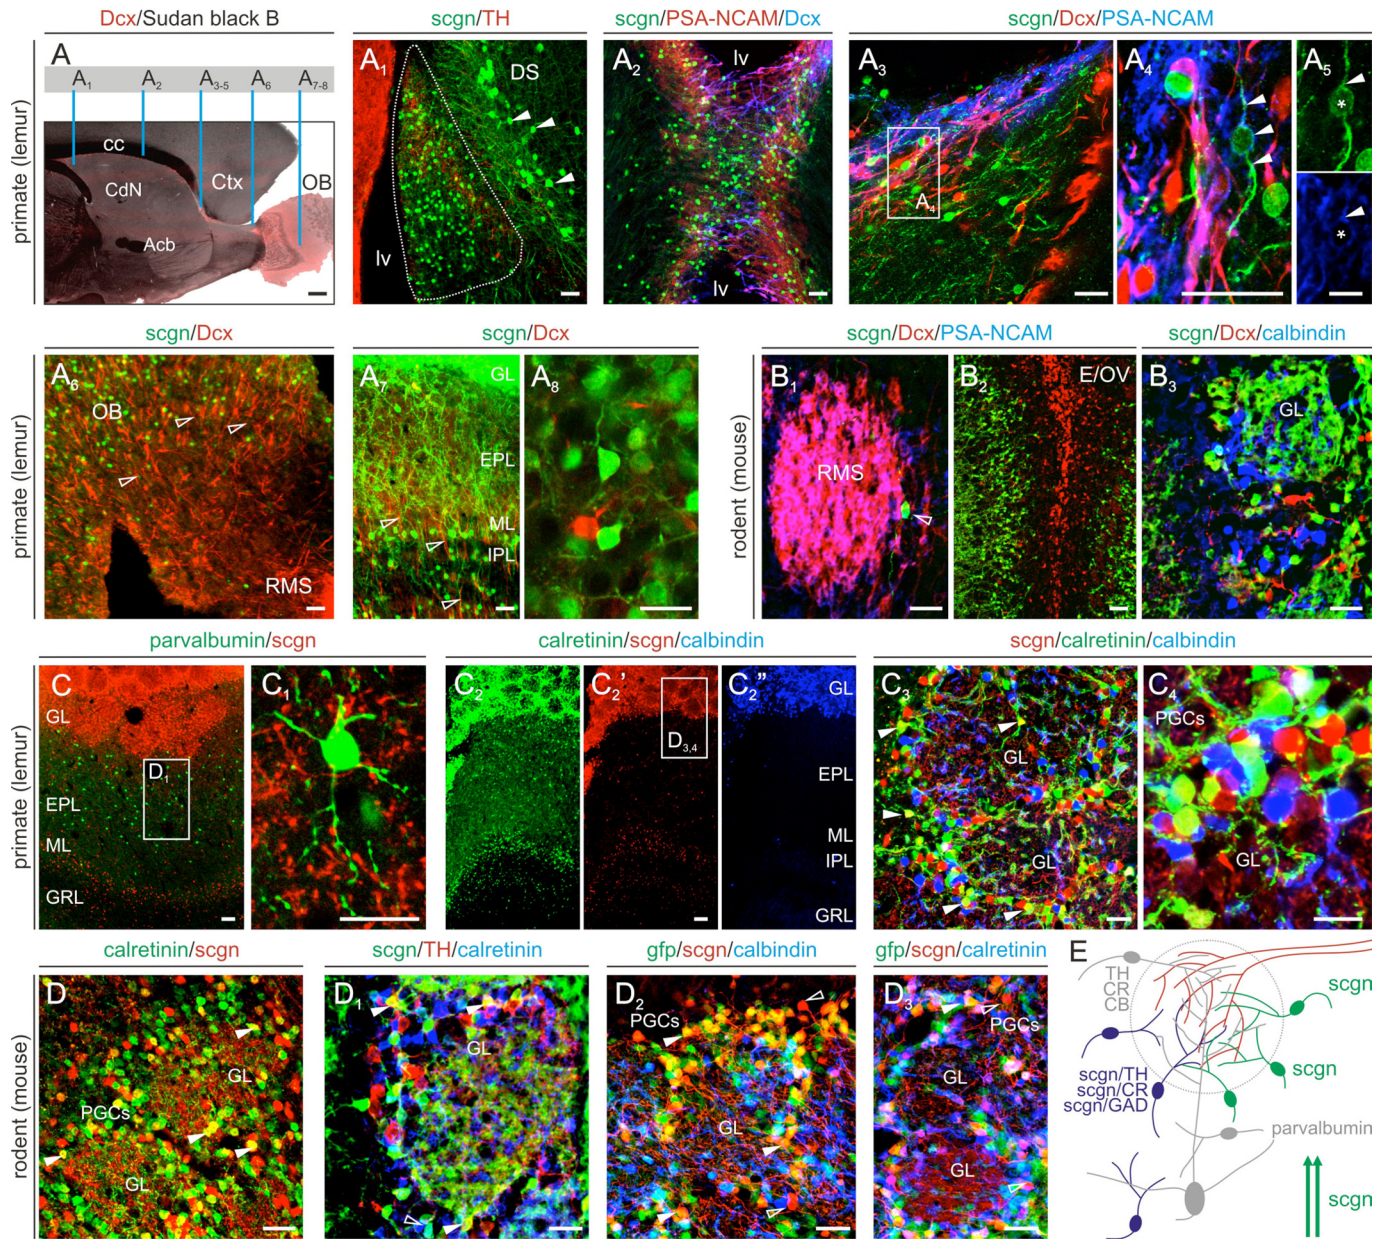 Dcx/Sudan black B
scgn/TH
scgn/PSA-NCAM/Dcx
scgn/Dcx/PSA-NCAM
primate (lemur)
A
A1
A2
A3-5
A6
A7-8
cc
CdN
Ctx
OB
Acb
A1
DS
lv
A2
lv
lv
A3
A4
A4
A5
*
*
scgn/Dcx
scgn/Dcx
scgn/Dcx/PSA-NCAM
scgn/Dcx/calbindin
primate (lemur)
A6
OB
RMS
A7
GL
EPL
ML
IPL
A8
rodent (mouse)
B1
RMS
B2
E/OV
B3
GL
parvalbumin/scgn
calretinin/scgn/calbindin
scgn/calretinin/calbindin
primate (lemur)
C
GL
D1
EPL
ML
GRL
C1
C2
C2'
D3,4
C2"
GL
EPL
ML
IPL
GRL
C3
GL
GL
C4
PGCs
GL
calretinin/scgn
scgn/TH/calretinin
gfp/scgn/calbindin
gfp/scgn/calretinin
rodent (mouse)
D
GL
PGCs
GL
D1
GL
D2
PGCs
GL
D3
PGCs
GL
GL
E
TH
CR
CB
scgn
scgn
scgn/TH
scgn/CR
scgn/GAD
parvalbumin
scgn